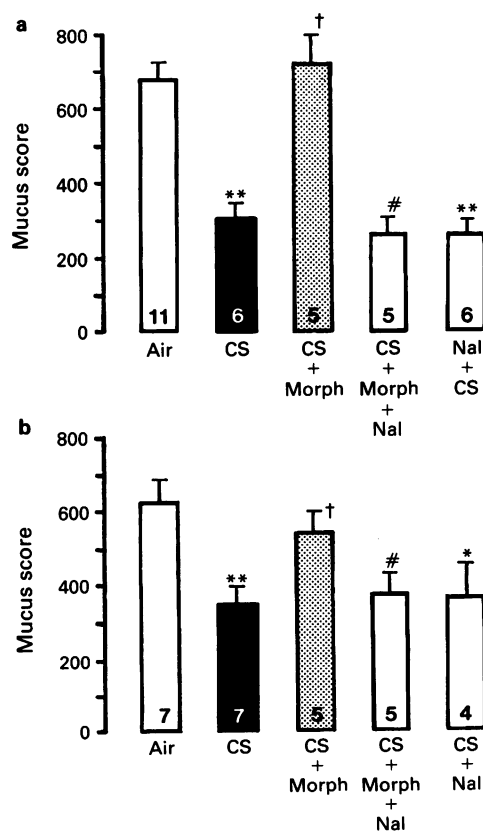 a
Mucus score
800
600
400
200
0
**
†
#
**
11
6
5
5
6
Air
CS
CS
+
Morph
CS
+
Morph
+
Nal
Nal
+
CS
b
Mucus score
800
600
400
200
0
**
†
#
*
7
7
5
5
4
Air
CS
CS
+
Morph
CS
+
Morph
+
Nal
CS
+
Nal